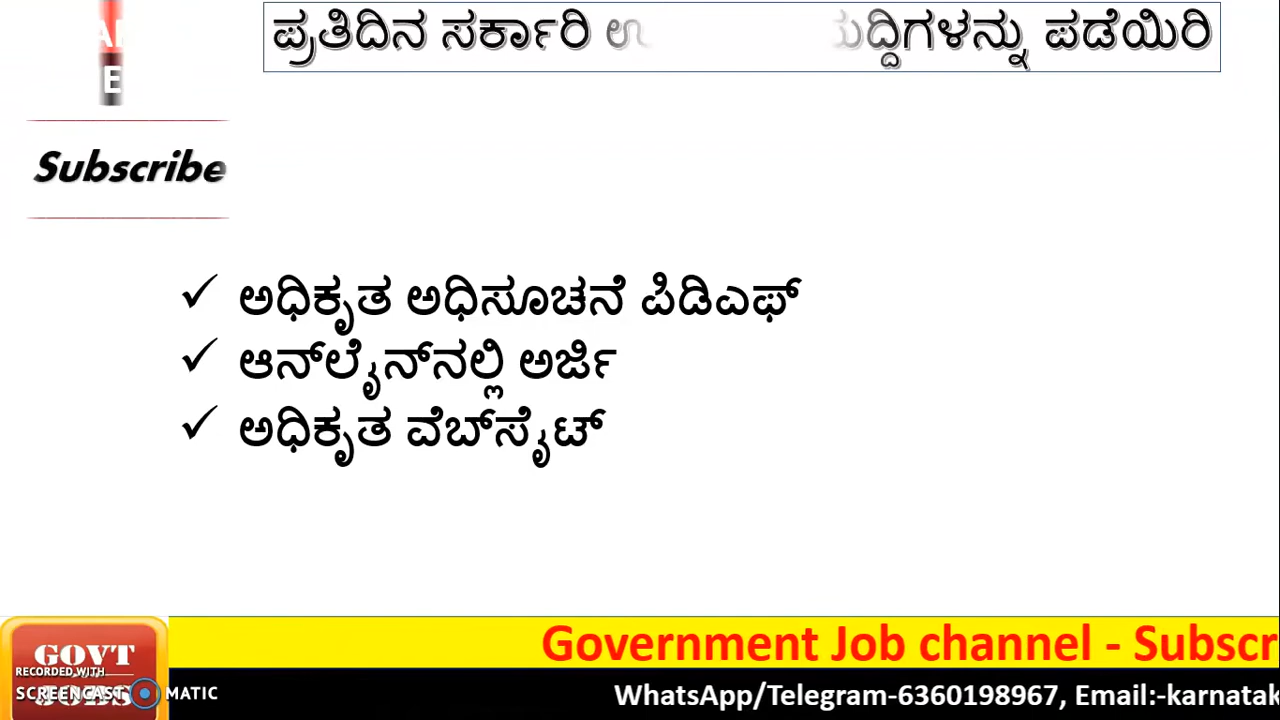 ಪ್ರತಿದಿನ ಸರ್ಕಾರಿ ಪಡೆಯಿರಿ
Subscribe
✓ ಅಧಿಕೃತ ಅಧಿಸೂಚನೆ ಪಿಡಿಎಫ್
✓ ಆನ್‌ಲೈನ್‌ನಲ್ಲಿ ಅರ್ಜಿ
✓ ಅಧಿಕೃತ ವೆಬ್‌ಸೈಟ್
GOVT
JOBS
RECORDED WITH
SCREENCAST MATIC
Government Job channel - Subscr
WhatsApp/Telegram-6360198967, Email:-karnatak